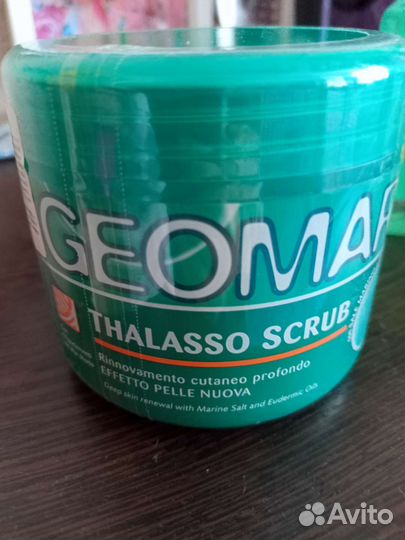 GEOMAR
THALASSO SCRUB
Rinnovamento cutaneo profondo
EFFETTO PELLE NUOVA
Deep skin renewal with Marine Salt and Eudermic Oils
Avito